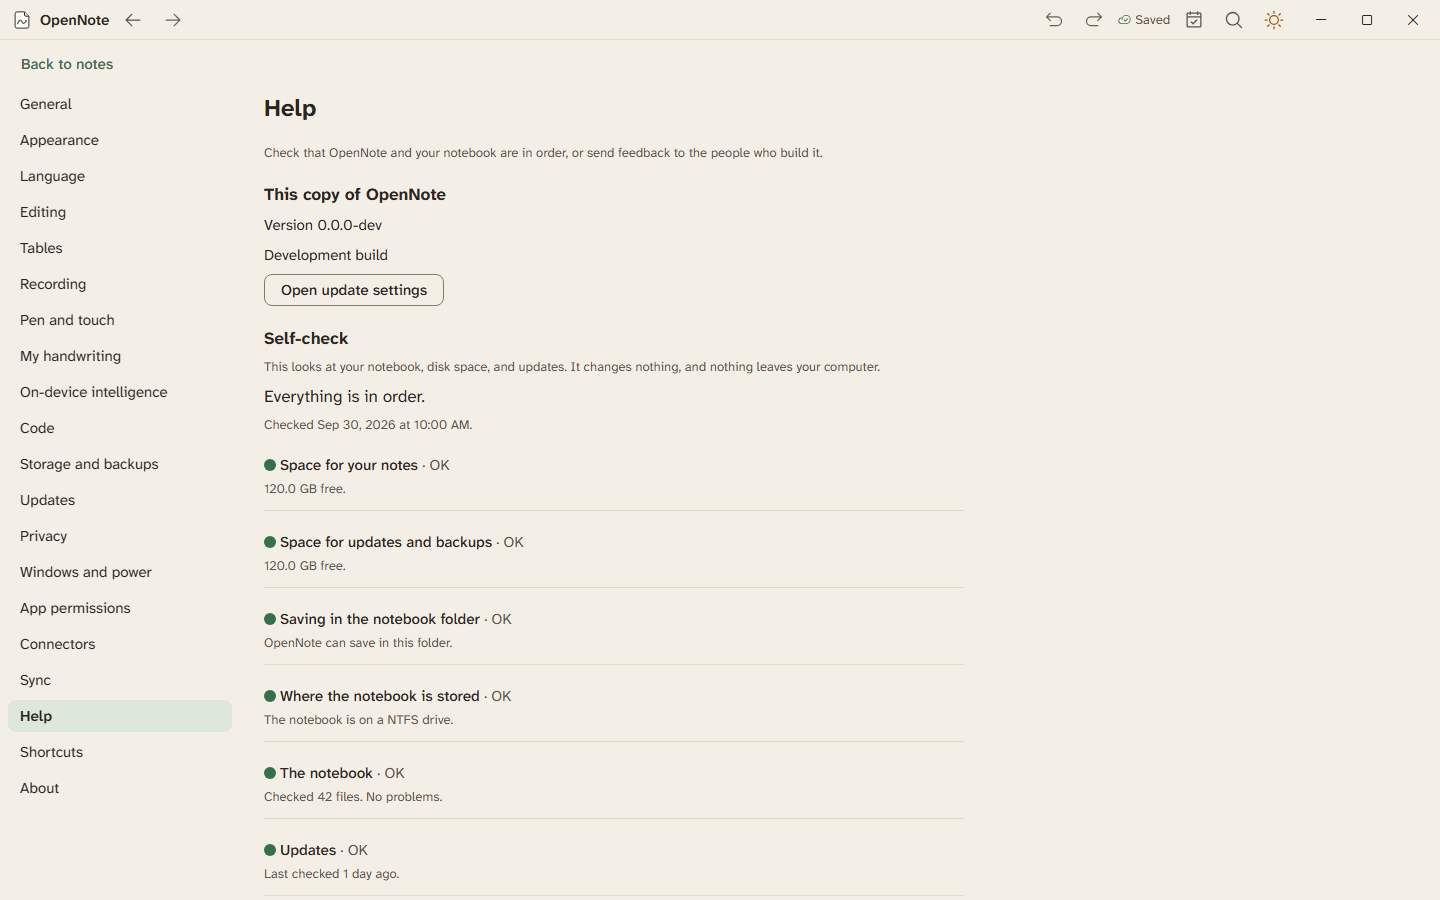 OpenNote
Saved
Back to notes
General
Appearance
Language
Editing
Tables
Recording
Pen and touch
My handwriting
On-device intelligence
Code
Storage and backups
Updates
Privacy
Windows and power
App permissions
Connectors
Sync
Help
Shortcuts
About
Help
Check that OpenNote and your notebook are in order, or send feedback to the people who build it.
This copy of OpenNote
Version 0.0.0-dev
Development build
Open update settings
Self-check
This looks at your notebook, disk space, and updates. It changes nothing, and nothing leaves your computer.
Everything is in order.
Checked Sep 30, 2026 at 10:00 AM.
Space for your notes · OK
120.0 GB free.
Space for updates and backups · OK
120.0 GB free.
Saving in the notebook folder · OK
OpenNote can save in this folder.
Where the notebook is stored · OK
The notebook is on a NTFS drive.
The notebook · OK
Checked 42 files. No problems.
Updates · OK
Last checked 1 day ago.